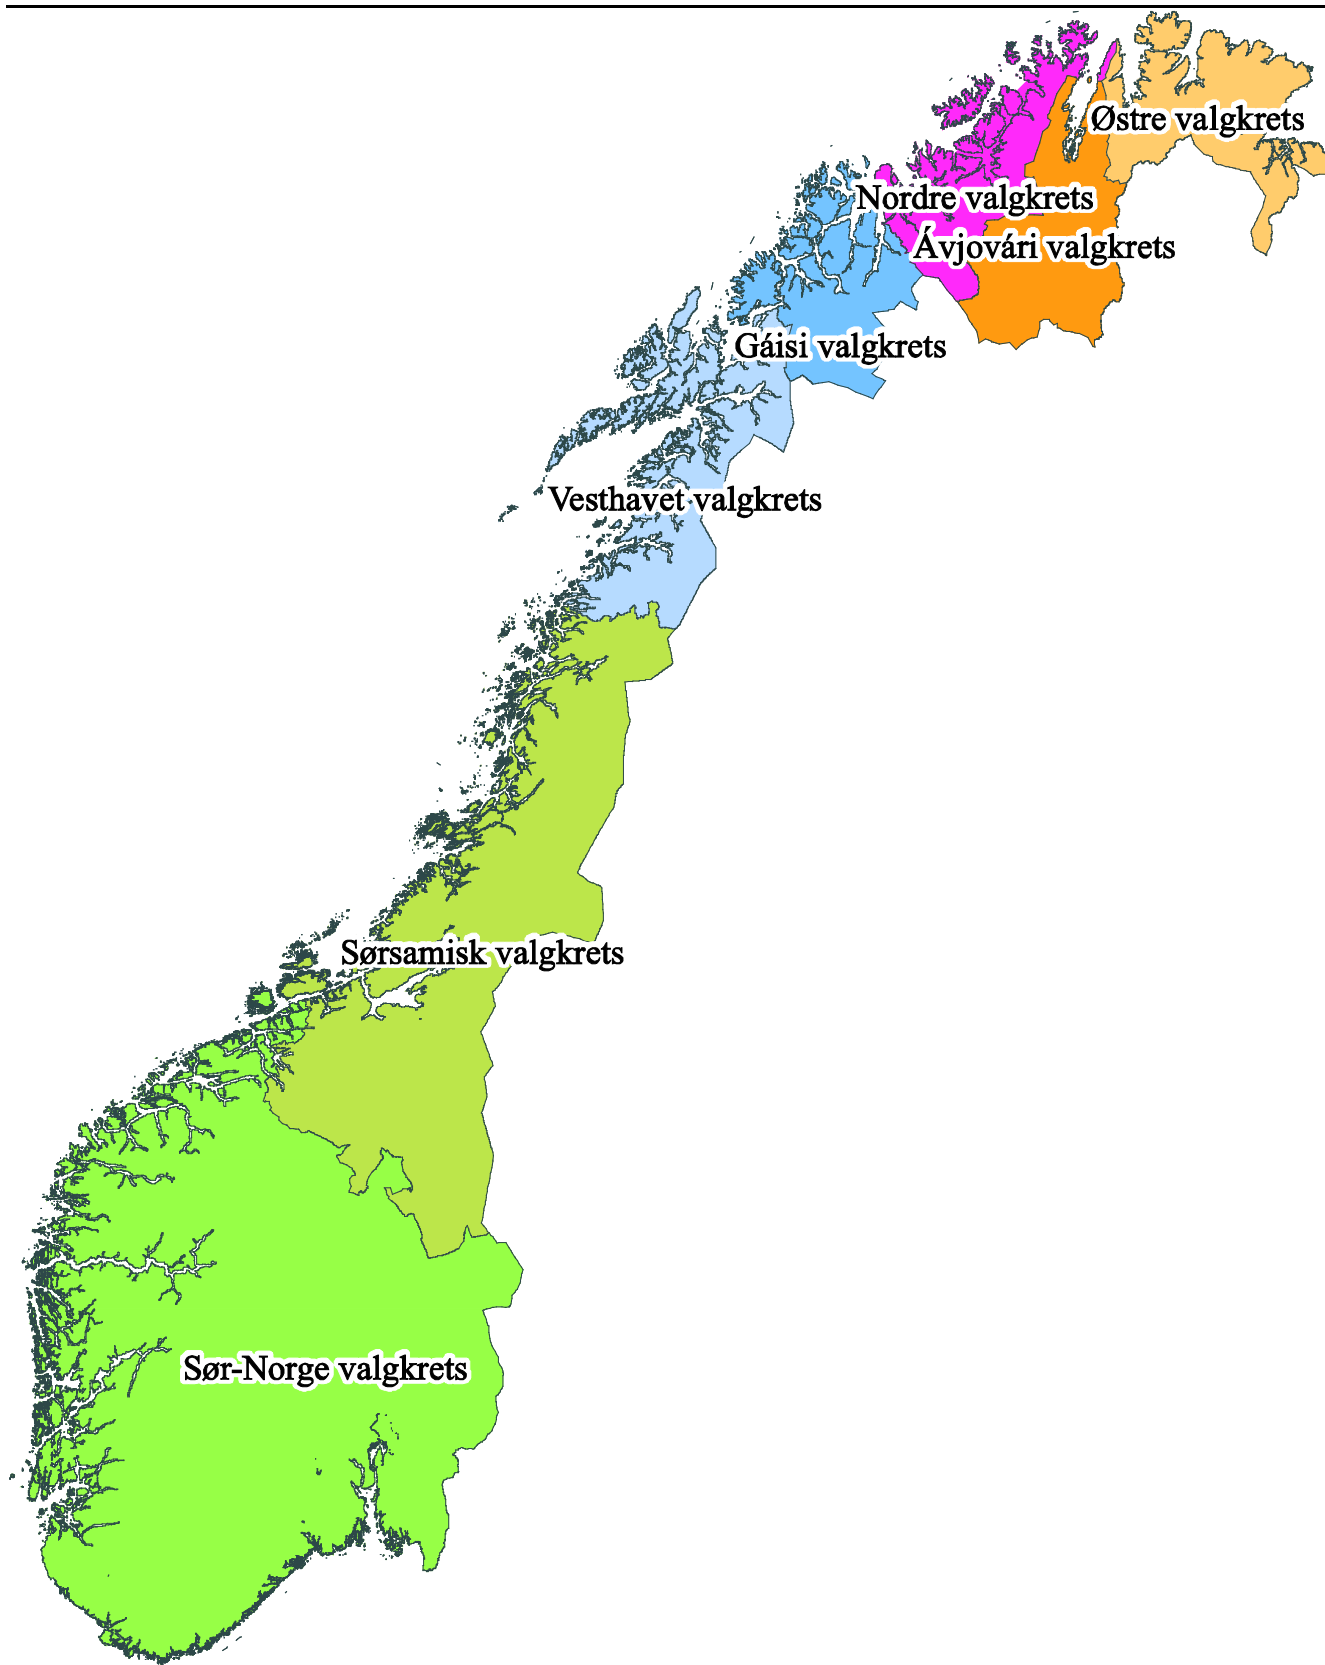 Østre valgkrets
Nordre valgkrets
Ávjovári valgkrets
Gáisi valgkrets
Vesthavet valgkrets
Sørsamisk valgkrets
Sør-Norge valgkrets